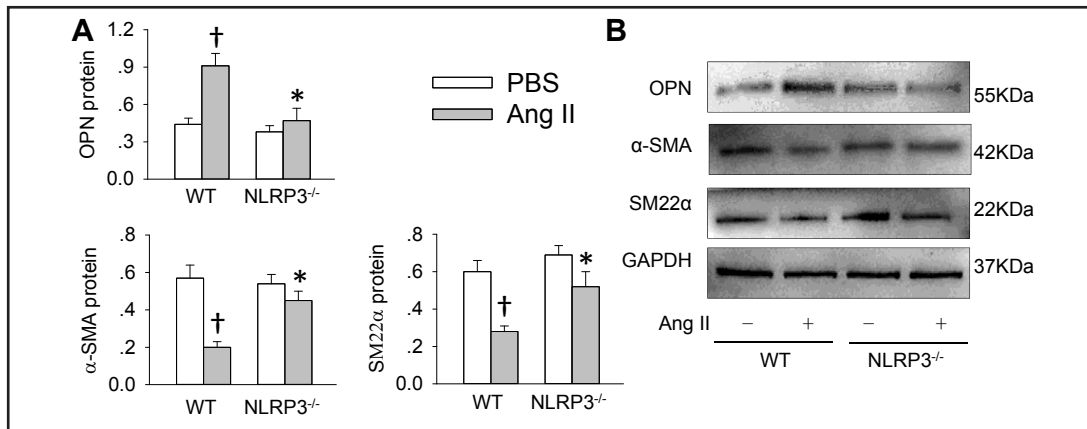 A
OPN protein
1.2
.9
.6
.3
0.0
†
*
WT
NLRP3-/-
PBS
Ang II
α-SMA protein
.8
.6
.4
.2
0.0
†
*
WT
NLRP3-/-
SM22α protein
.8
.6
.4
.2
0.0
†
*
WT
NLRP3-/-
B
OPN
55KDa
α-SMA
42KDa
SM22α
22KDa
GAPDH
37KDa
Ang II − + − +
WT NLRP3-/-